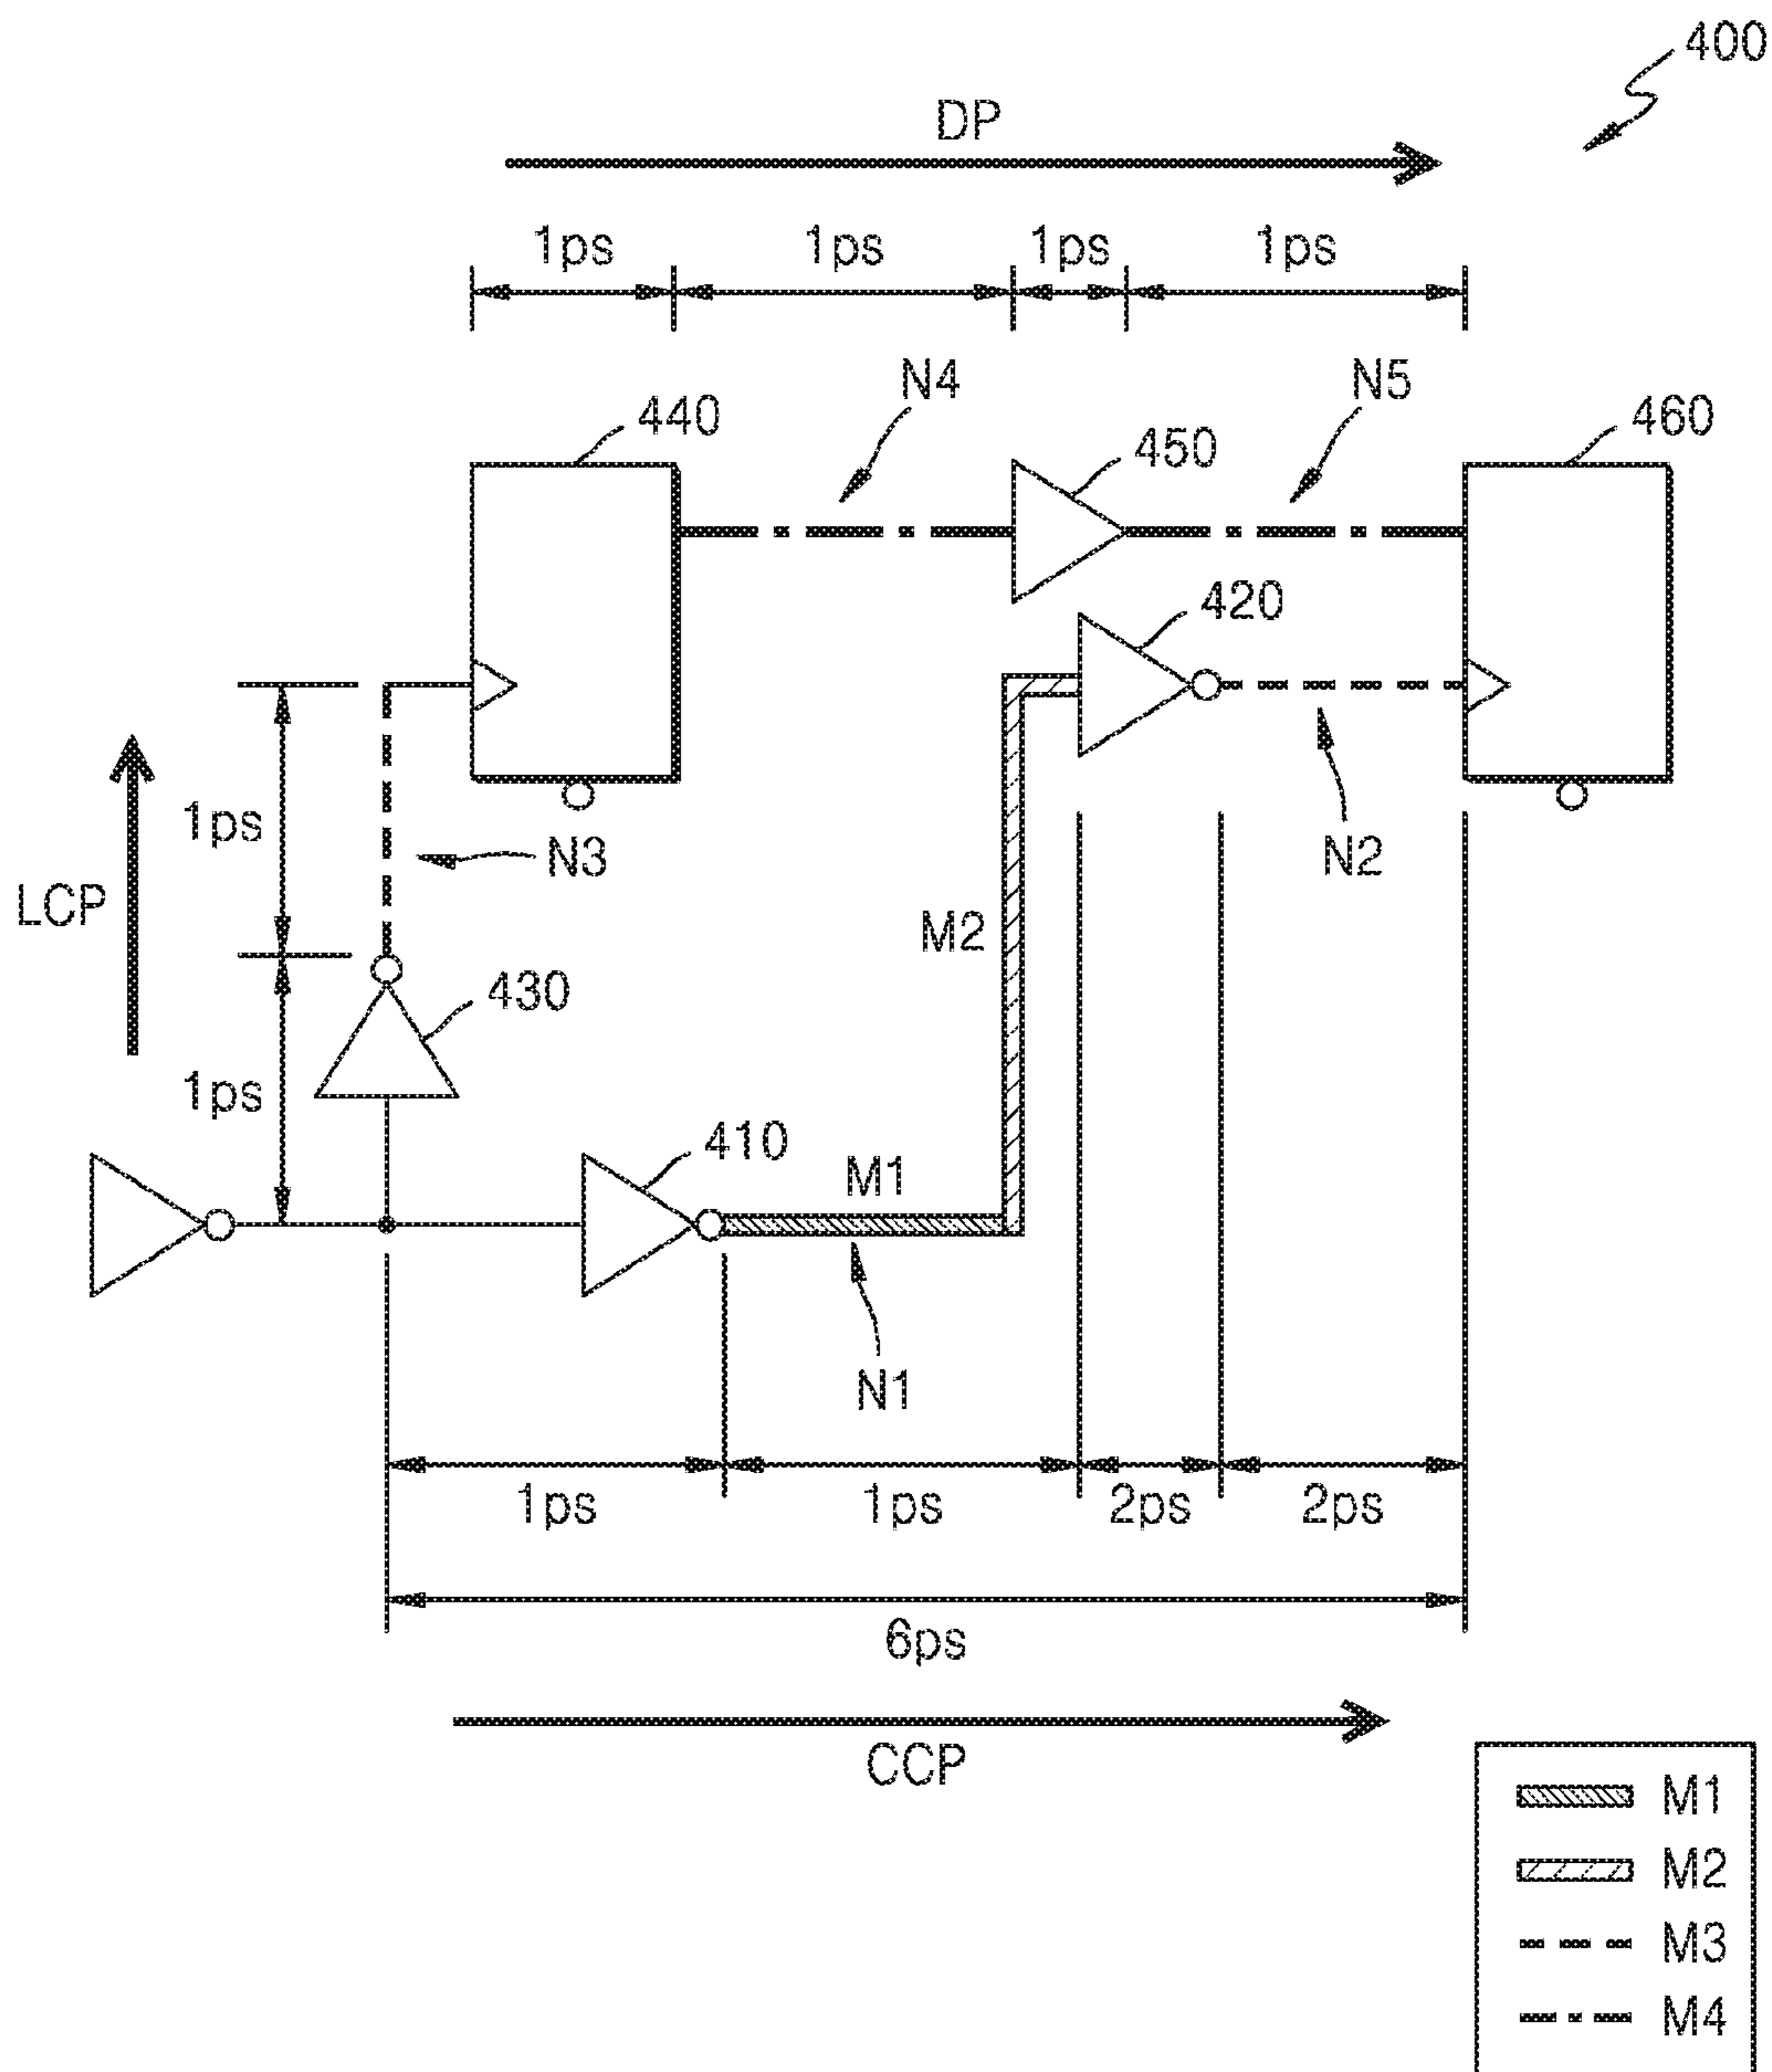 400
DP
1ps 1ps 1ps 1ps
N4 N5
440 450 460
420
1ps N3 N2
LCP M2
430
1ps
410
M1
N1
1ps 1ps 2ps 2ps
6ps
CCP
M1
M2
M3
M4